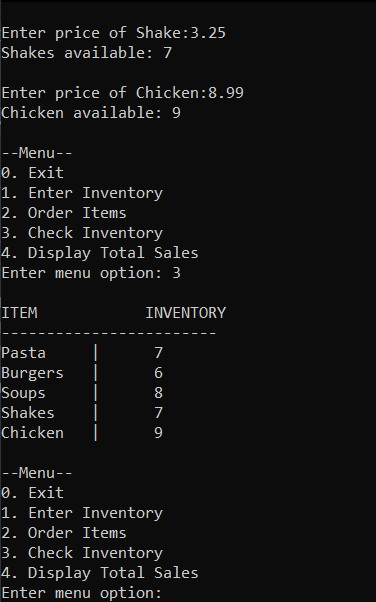 Enter price of Shake:3.25
Shakes available: 7
Enter price of Chicken:8.99
Chicken available: 9
--Menu--
0. Exit
1. Enter Inventory
2. Order Items
3. Check Inventory
4. Display Total Sales
Enter menu option: 3
ITEM            INVENTORY
------------------------
Pasta     |      7
Burgers   |      6
Soups     |      8
Shakes    |      7
Chicken   |      9
--Menu--
0. Exit
1. Enter Inventory
2. Order Items
3. Check Inventory
4. Display Total Sales
Enter menu option: